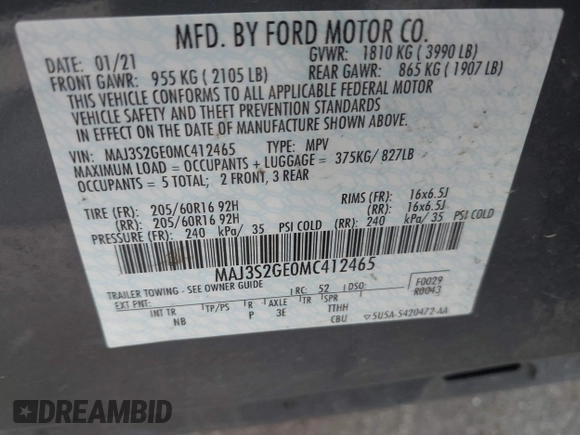 MFD. BY FORD MOTOR CO.
DATE: 01/21 GVWR: 1810 KG ( 3990 LB)
FRONT GAWR: 955 KG ( 2105 LB) REAR GAWR: 865 KG ( 1907 LB)
THIS VEHICLE CONFORMS TO ALL APPLICABLE FEDERAL MOTOR
VEHICLE SAFETY AND THEFT PREVENTION STANDARDS
IN EFFECT ON THE DATE OF MANUFACTURE SHOWN ABOVE.
VIN: MAJ3S2GE0MC412465 TYPE: MPV
MAXIMUM LOAD = OCCUPANTS + LUGGAGE = 375KG/ 827LB
OCCUPANTS = 5 TOTAL; 2 FRONT, 3 REAR
TIRE (FR): 205/60R16 92H RIMS (FR): 16x6.5J
(RR): 205/60R16 92H (RR): 16x6.5J
PRESSURE (FR): 240 kPa/ 35 PSI COLD (RR): 240 kPa/ 35 PSI COLD
MAJ3S2GE0MC412465
TRAILER TOWING - SEE OWNER GUIDE
EXT PNT: RC: 52 DSO: F0029
R0043
INT TR TP/PS R AXLE TR SPR
NB P 3E TTHH
CBU 5U5A-5420472-AA
DREAMBID